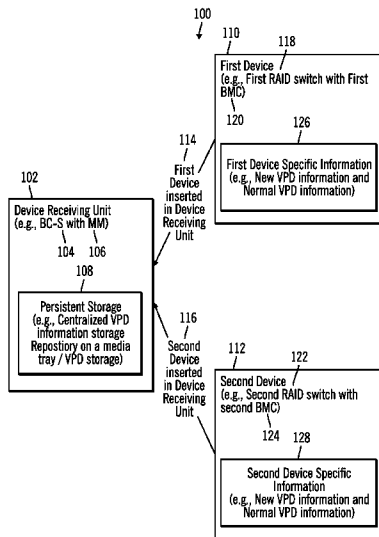 100
110
118
First Device
(e.g., First RAID switch with First
BMC)
120
126
First Device Specific Information
(e.g., New VPD information and
Normal VPD information)
114
First
Device
inserted in
Device
Receiving
Unit
102
Device Receiving Unit
(e.g., BC-S with MM)
104
106
108
Persistent Storage
(e.g., Centralized VPD
information storage
Repostiory on a media
tray / VPD storage)
116
Second
Device
inserted in
Device
Receiving
Unit
112
122
Second Device
(e.g., Second RAID switch with
second BMC)
124
128
Second Device Specific
Information
(e.g., New VPD information and
Normal VPD information)